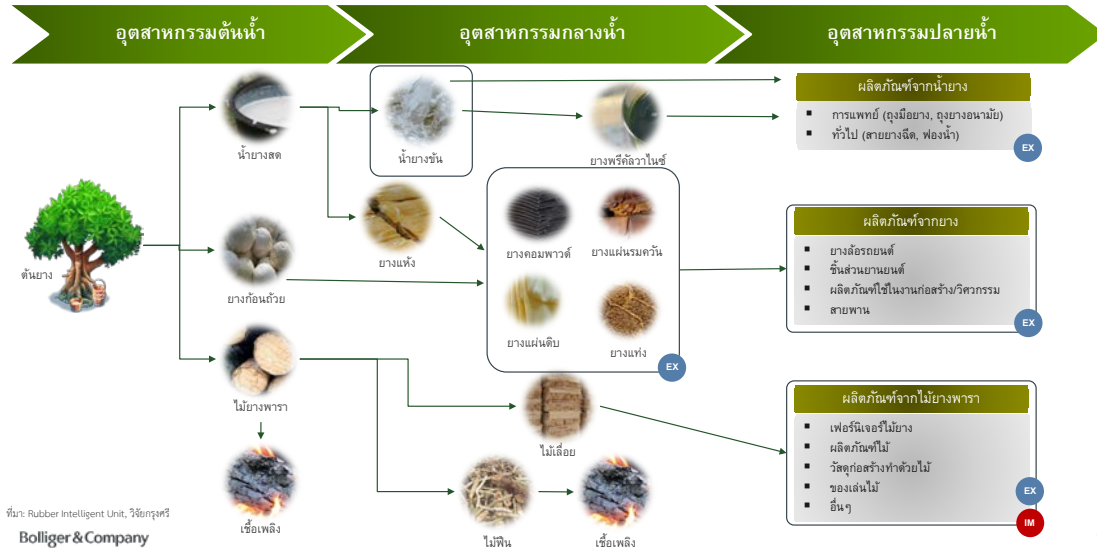 อุตสาหกรรมต้นน้ำ
อุตสาหกรรมกลางน้ำ
อุตสาหกรรมปลายน้ำ
น้ำยางสด
น้ำยางข้น
ยางพรีคัลวาไนซ์
ผลิตภัณฑ์จากน้ำยาง
การแพทย์ (ถุงมือยาง, ถุงยางอนามัย)
ทั่วไป (สายยางฉีด, ฟองน้ำ)
EX
ต้นยาง
ยางแห้ง
ยางก้อนถ้วย
ยางคอมพาวด์
ยางแผ่นรมควัน
ยางแผ่นดิบ
ยางแท่ง
EX
ผลิตภัณฑ์จากยาง
ยางล้อรถยนต์
ชิ้นส่วนยานยนต์
ผลิตภัณฑ์ใช้ในงานก่อสร้าง/วิศวกรรม
สายพาน
EX
ไม้ยางพารา
ไม้เลื่อย
เชื้อเพลิง
ไม้ฟืน
เชื้อเพลิง
ผลิตภัณฑ์จากไม้ยางพารา
เฟอร์นิเจอร์ไม้ยาง
ผลิตภัณฑ์ไม้
วัสดุก่อสร้างทำด้วยไม้
ของเล่นไม้
อื่นๆ
EX
IM
ที่มา: Rubber Intelligent Unit, วิจัยกรุงศรี
Bolliger & Company